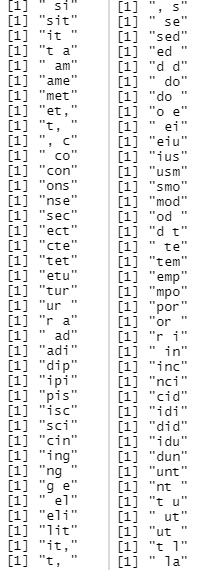 [1] " si"
[1] "sit"
[1] "it "
[1] "t a"
[1] " am"
[1] "ame"
[1] "met"
[1] "et,"
[1] "t, "
[1] ", c"
[1] " co"
[1] "con"
[1] "ons"
[1] "nse"
[1] "sec"
[1] "ect"
[1] "cte"
[1] "tet"
[1] "etu"
[1] "tur"
[1] "ur "
[1] "r a"
[1] " ad"
[1] "adi"
[1] "dip"
[1] "ipi"
[1] "pis"
[1] "isc"
[1] "sci"
[1] "cin"
[1] "ing"
[1] "ng "
[1] "g e"
[1] " el"
[1] "eli"
[1] "lit"
[1] "it,"
[1] "t, "
[1] ", s"
[1] " se"
[1] "sed"
[1] "ed "
[1] "d d"
[1] " do"
[1] "do "
[1] "o e"
[1] " ei"
[1] "eiu"
[1] "ius"
[1] "usm"
[1] "smo"
[1] "mod"
[1] "od "
[1] "d t"
[1] " te"
[1] "tem"
[1] "emp"
[1] "mpo"
[1] "por"
[1] "or "
[1] "r i"
[1] " in"
[1] "inc"
[1] "nci"
[1] "cid"
[1] "idi"
[1] "did"
[1] "idu"
[1] "dun"
[1] "unt"
[1] "nt "
[1] "t u"
[1] " ut"
[1] "ut "
[1] "t l"
[1] " la"